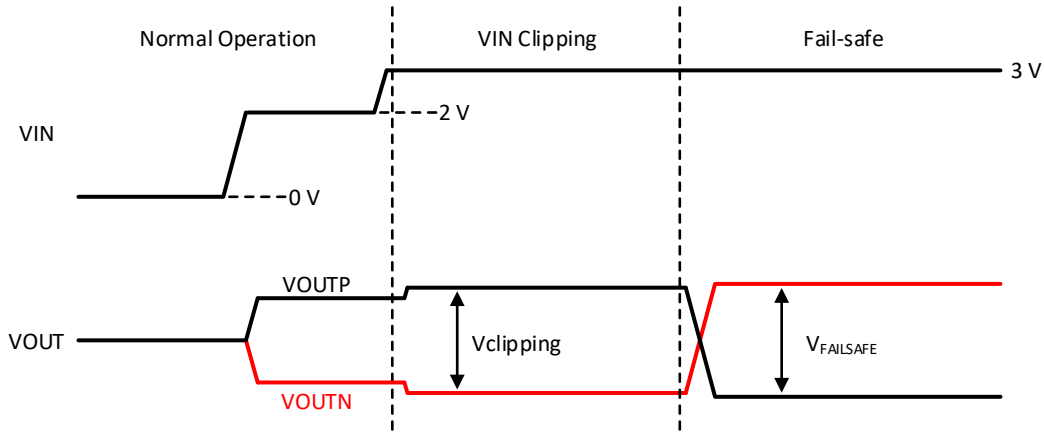 Normal Operation
VIN Clipping
Fail-safe
3 V
2 V
VIN
0 V
VOUTP
VOUT
Vclipping
VFAILSAFE
VOUTN